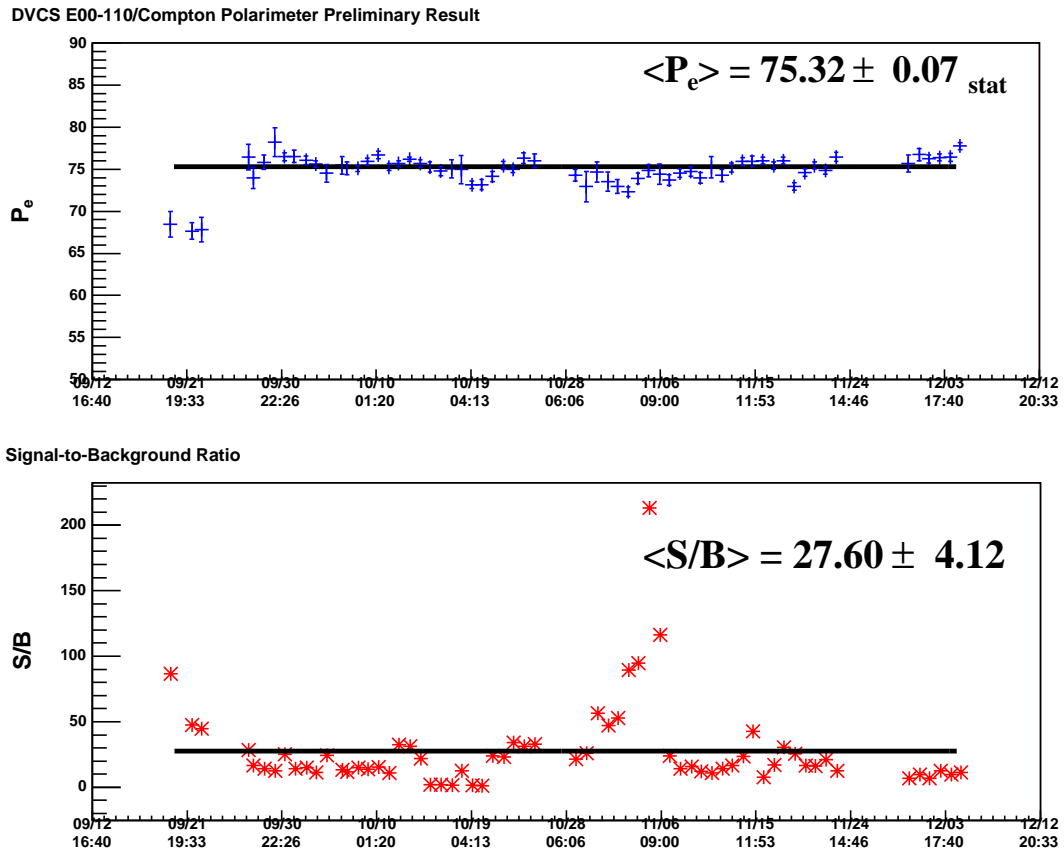 DVCS E00-110/Compton Polarimeter Preliminary Result
<Pe> = 75.32 ± 0.07 stat
Pe
90
85
80
75
70
65
60
55
50
09/12 09/21 09/30 10/10 10/19 10/28 11/06 11/15 11/24 12/03 12/12
16:40 19:33 22:26 01:20 04:13 06:06 09:00 11:53 14:46 17:40 20:33
Signal-to-Background Ratio
<S/B> = 27.60 ± 4.12
S/B
200
150
100
50
0
09/12 09/21 09/30 10/10 10/19 10/28 11/06 11/15 11/24 12/03 12/12
16:40 19:33 22:26 01:20 04:13 06:06 09:00 11:53 14:46 17:40 20:33